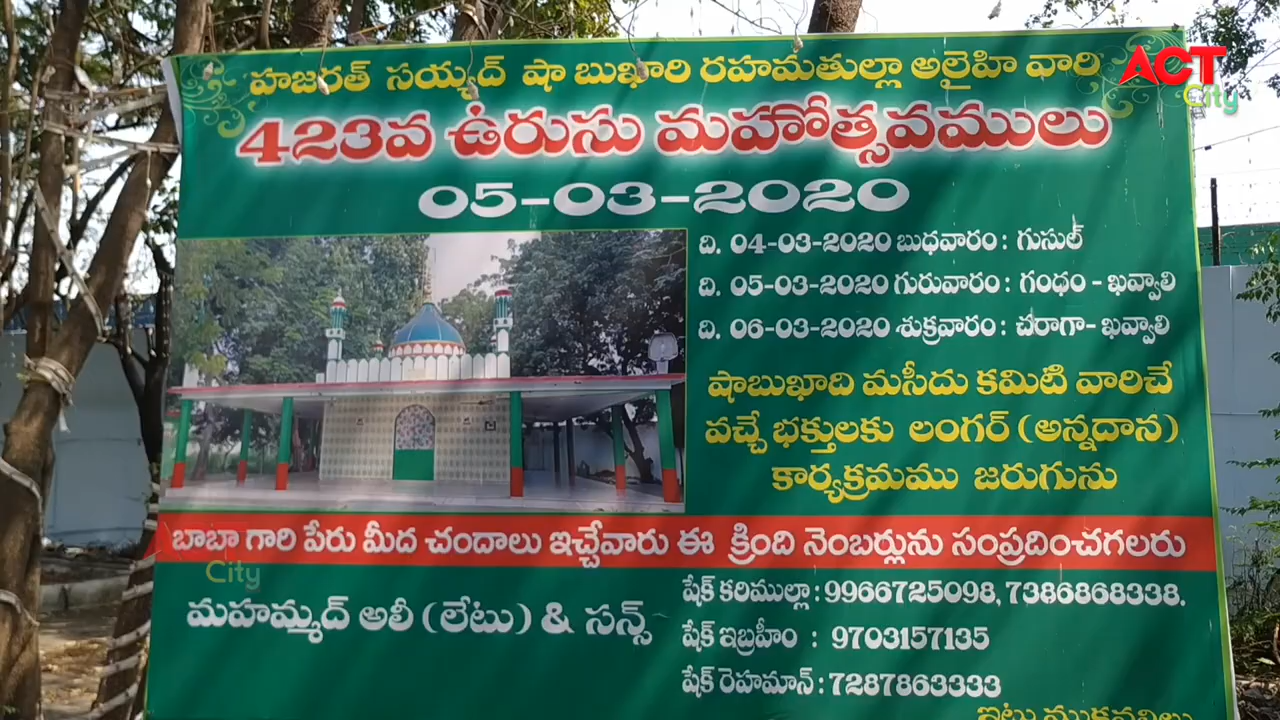 ACT
City
హజరత్ సయ్యద్ షా బుఖారి రహమతుల్లా అలైహి వారి
423వ ఉరుసు మహోత్సవములు
05-03-2020
ది. 04-03-2020 బుధవారం : గుసుల్
ది. 05-03-2020 గురువారం : గంధం - ఖవ్వాలి
ది. 06-03-2020 శుక్రవారం : చిరాగా- ఖవ్వాలి
షాబుఖాది మసీదు కమిటి వారిచే
వచ్చే భక్తులకు లంగర్ (అన్నదాన)
కార్యక్రమము జరుగును
బాబా గారి పేరు మీద చందాలు ఇచ్చేవారు ఈ క్రింది నెంబర్లును సంప్రదించగలరు
City
మహమ్మద్ అలీ (లేటు) & సన్స్
షేక్ కరిముల్లా : 9966725098, 7386868338.
షేక్ ఇబ్రహీం : 9703157135
షేక్ రెహమాన్ : 7287863333
ఇట్లు